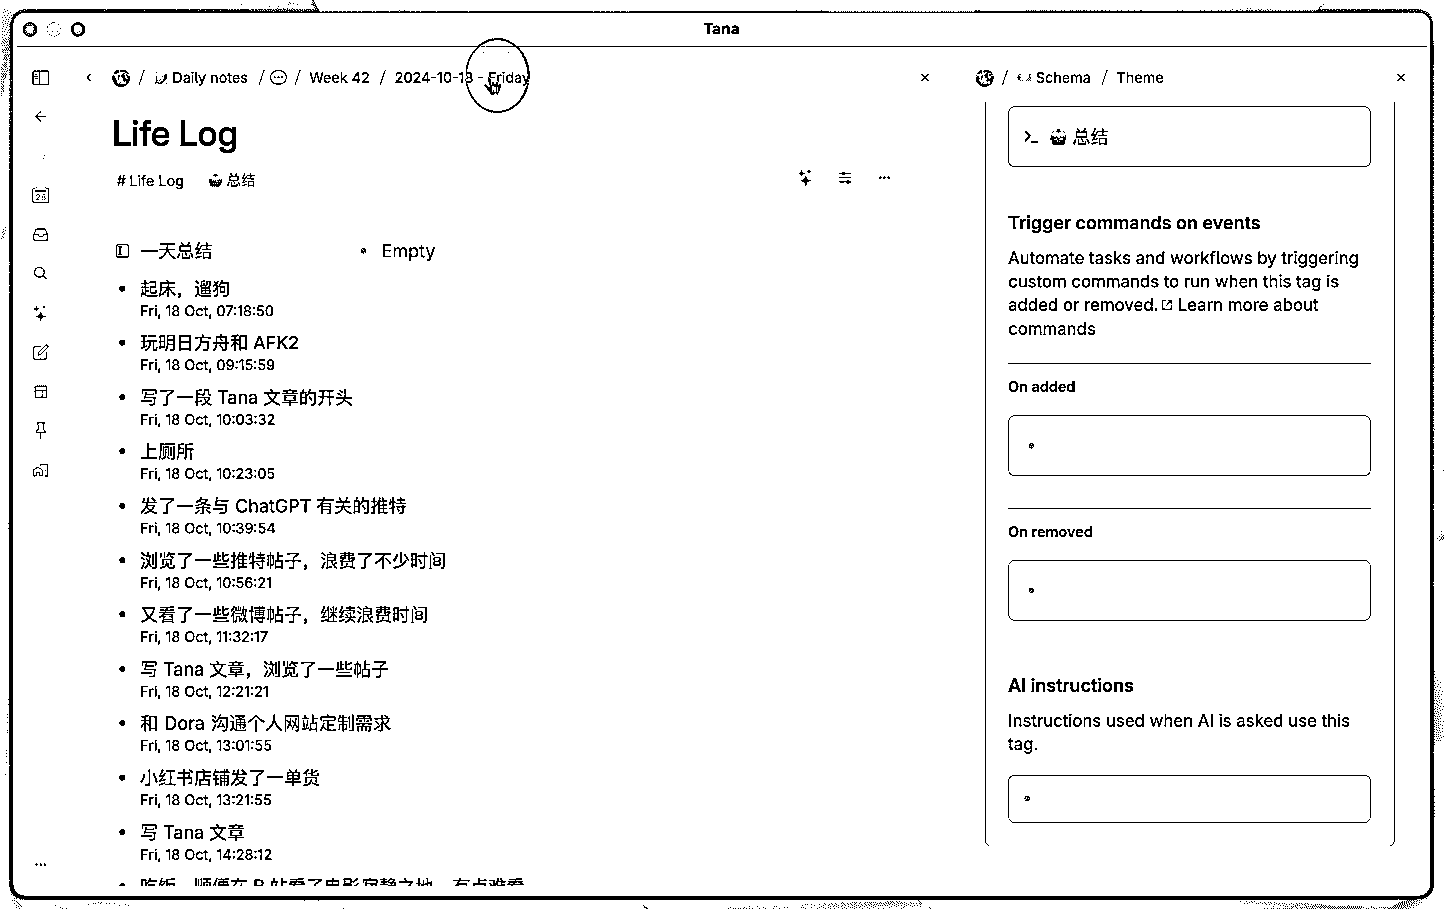 Tana
/ Daily notes / / Week 42 / 2024-10-18 - Friday
Life Log
# Life Log 总结
一天总结 Empty
起床，遛狗
Fri, 18 Oct, 07:18:50
玩明日方舟和 AFK2
Fri, 18 Oct, 09:15:59
写了一段 Tana 文章的开头
Fri, 18 Oct, 10:03:32
上厕所
Fri, 18 Oct, 10:23:05
发了一条与 ChatGPT 有关的推特
Fri, 18 Oct, 10:39:54
浏览了一些推特帖子，浪费了不少时间
Fri, 18 Oct, 10:56:21
又看了一些微博帖子，继续浪费时间
Fri, 18 Oct, 11:32:17
写 Tana 文章，浏览了一些帖子
Fri, 18 Oct, 12:21:21
和 Dora 沟通个人网站定制需求
Fri, 18 Oct, 13:01:55
小红书店铺发了一单货
Fri, 18 Oct, 13:21:55
写 Tana 文章
Fri, 18 Oct, 14:28:12
/ Schema / Theme
总结
Trigger commands on events
Automate tasks and workflows by triggering
custom commands to run when this tag is
added or removed. Learn more about
commands
On added
On removed
AI instructions
Instructions used when AI is asked use this
tag.